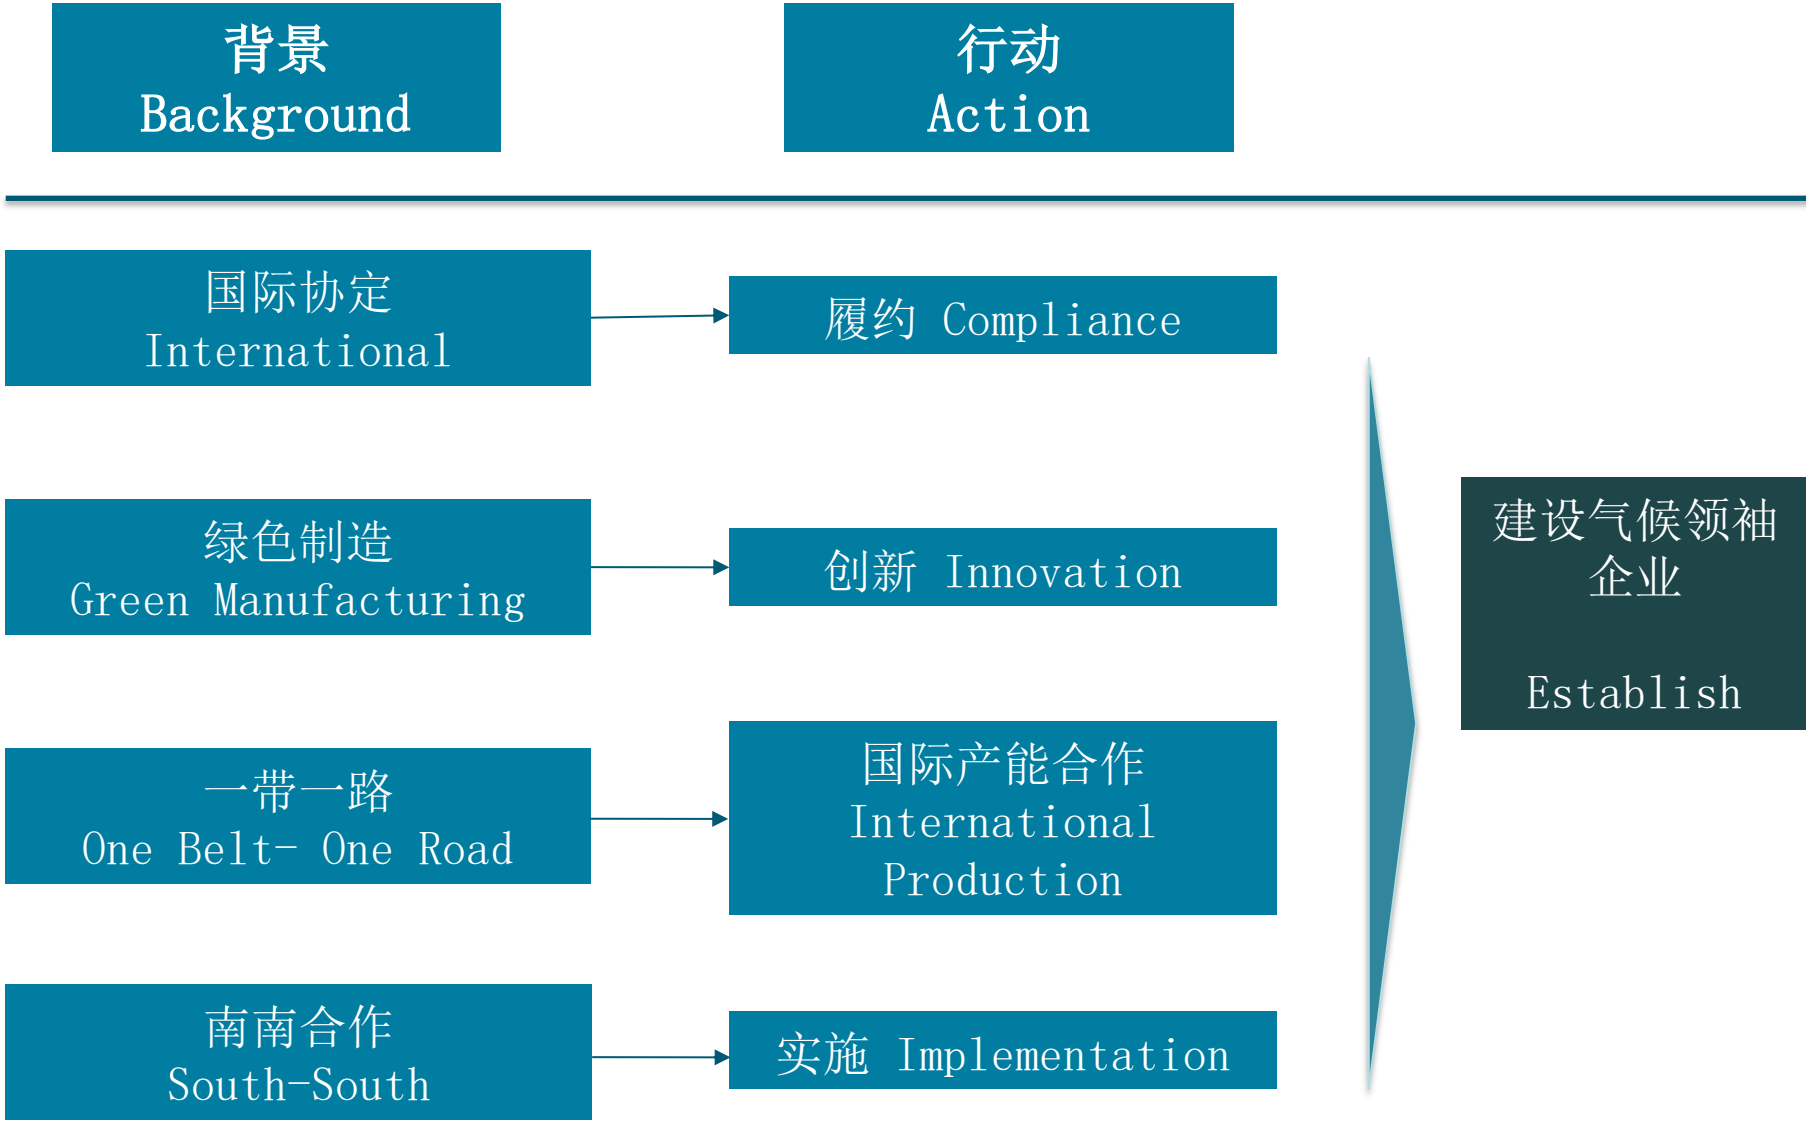 背景
Background
行动
Action
国际协定
International
履约 Compliance
绿色制造
Green Manufacturing
创新 Innovation
一带一路
One Belt- One Road
国际产能合作
International
Production
南南合作
South-South
实施 Implementation
建设气候领袖
企业
Establish